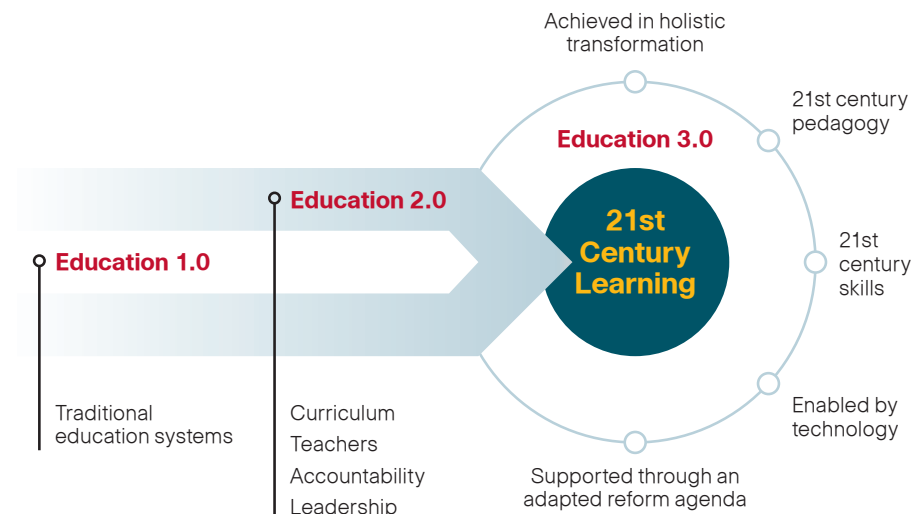 Achieved in holistic
transformation
21st century
pedagogy
Education 3.0
Education 2.0
21st
Century
Learning
21st
century
skills
Education 1.0
Traditional
education systems
Curriculum
Teachers
Accountability
Leadership
Enabled by
technology
Supported through an
adapted reform agenda